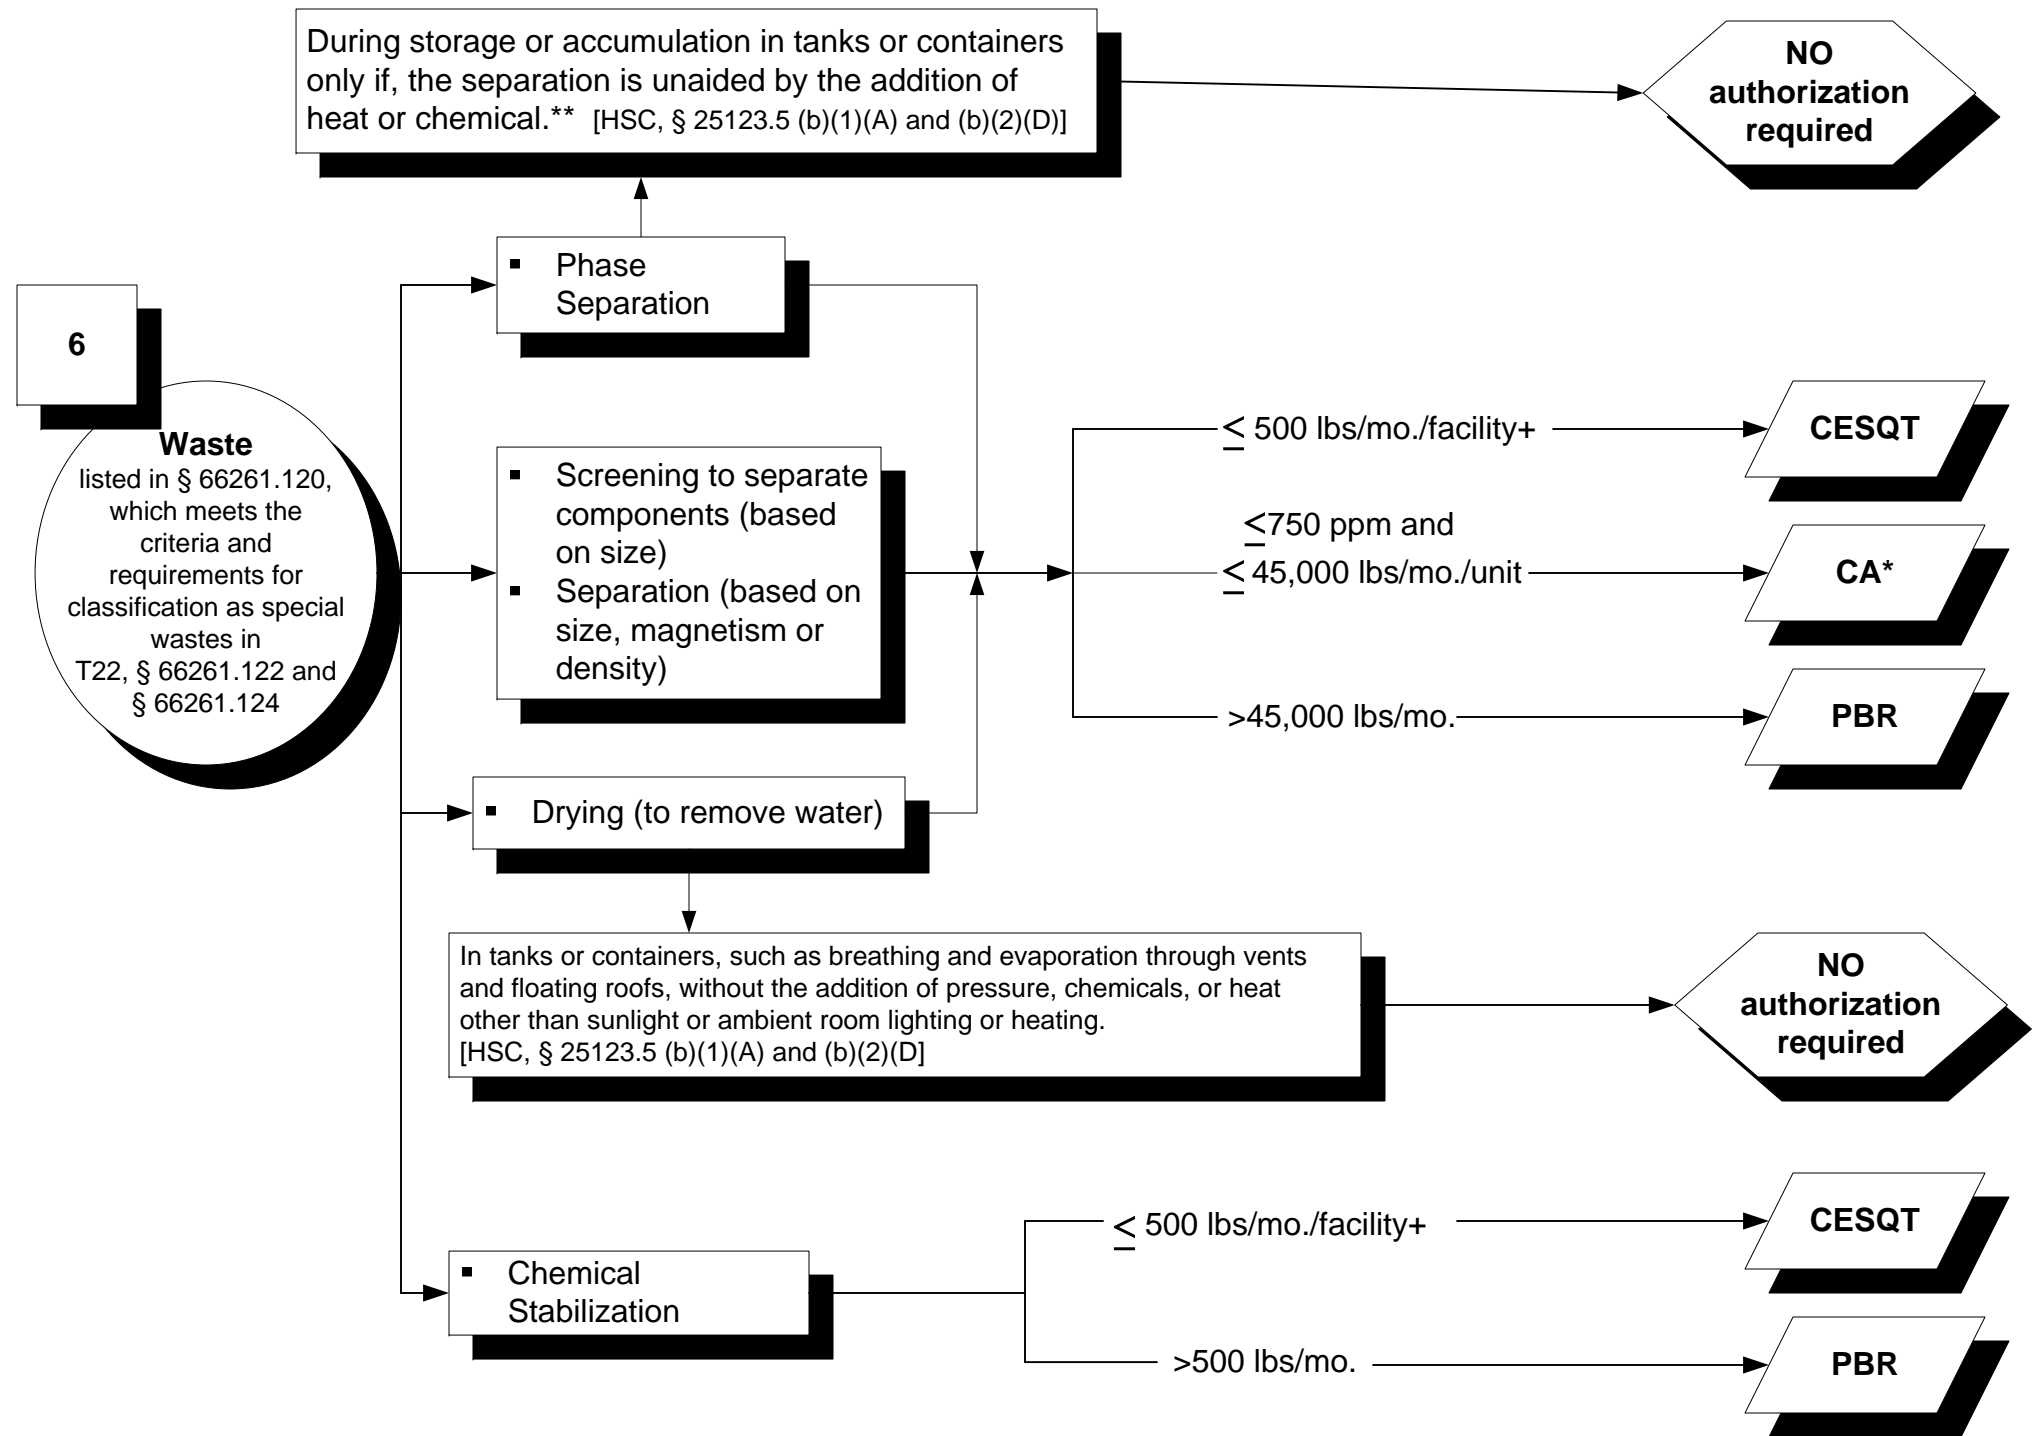 During storage or accumulation in tanks or containers
only if, the separation is unaided by the addition of
heat or chemical.** [HSC, § 25123.5 (b)(1)(A) and (b)(2)(D)]
NO
authorization
required
▪ Phase
Separation
6
Waste
listed in § 66261.120,
which meets the
criteria and
requirements for
classification as special
wastes in
T22, § 66261.122 and
§ 66261.124
▪ Screening to separate
components (based
on size)
▪ Separation (based on
size, magnetism or
density)
≤ 500 lbs/mo./facility+
CESQT
≤750 ppm and
≤ 45,000 lbs/mo./unit
CA*
>45,000 lbs/mo.
PBR
▪ Drying (to remove water)
In tanks or containers, such as breathing and evaporation through vents
and floating roofs, without the addition of pressure, chemicals, or heat
other than sunlight or ambient room lighting or heating.
[HSC, § 25123.5 (b)(1)(A) and (b)(2)(D]
NO
authorization
required
▪ Chemical
Stabilization
≤ 500 lbs/mo./facility+
CESQT
>500 lbs/mo.
PBR